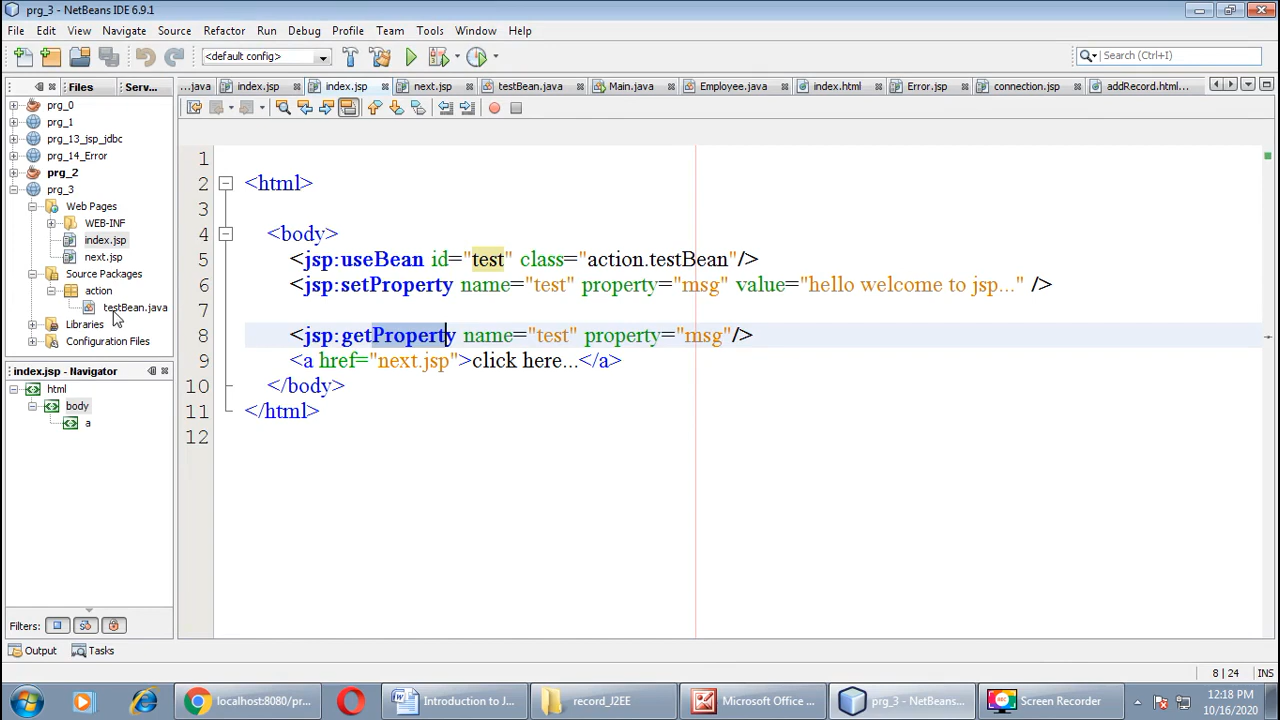 prg_3 - NetBeans IDE 6.9.1
File Edit View Navigate Source Refactor Run Debug Profile Team Tools Window Help
<default config>
Search (Ctrl+I)
Files Serv...
...java index.jsp index.jsp next.jsp testBean.java Main.java Employee.java index.html Error.jsp connection.jsp addRecord.html...
prg_0
prg_1
prg_13_jsp_jdbc
prg_14_Error
prg_2
prg_3
Web Pages
WEB-INF
index.jsp
next.jsp
Source Packages
action
testBean.java
Libraries
Configuration Files
index.jsp - Navigator
html
body
a
Filters:
1
2 <html>
3
4 <body>
5 <jsp:useBean id="test" class="action.testBean"/>
6 <jsp:setProperty name="test" property="msg" value="hello welcome to jsp..." />
7
8 <jsp:getProperty name="test" property="msg"/>
9 <a href="next.jsp">click here...</a>
10 </body>
11 </html>
12
Output Tasks
8 | 24 INS
localhost:8080/pr... Introduction to J... record_J2EE Microsoft Office ... prg_3 - NetBeans... Screen Recorder
12:18 PM
10/16/2020